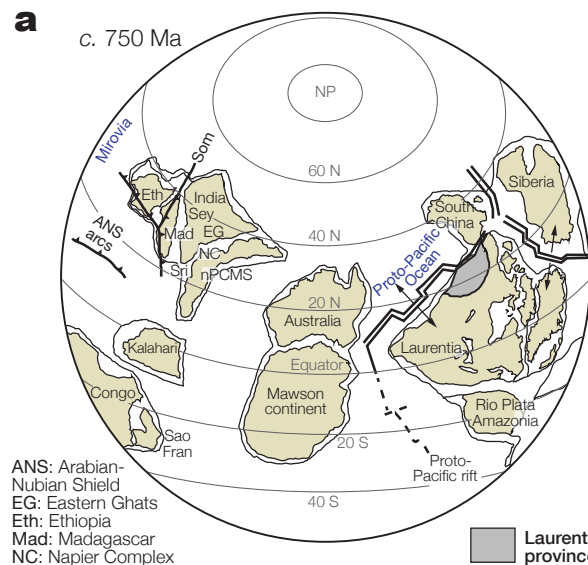 a
c. 750 Ma
NP
Mirovia
Som
60 N
Siberia
Eth
India
Sey
EG
South
China
Mad
ANS
arcs
40 N
NC
Sri
nPCMS
Proto-Pacific
Ocean
20 N
Australia
Kalahari
Laurentia
Equator
Congo
Mawson
continent
Rio Plata
Amazonia
Sao
Fran
20 S
Proto-
Pacific rift
40 S
ANS: Arabian-
Nubian Shield
EG: Eastern Ghats
Eth: Ethiopia
Mad: Madagascar
NC: Napier Complex
Laurent
province